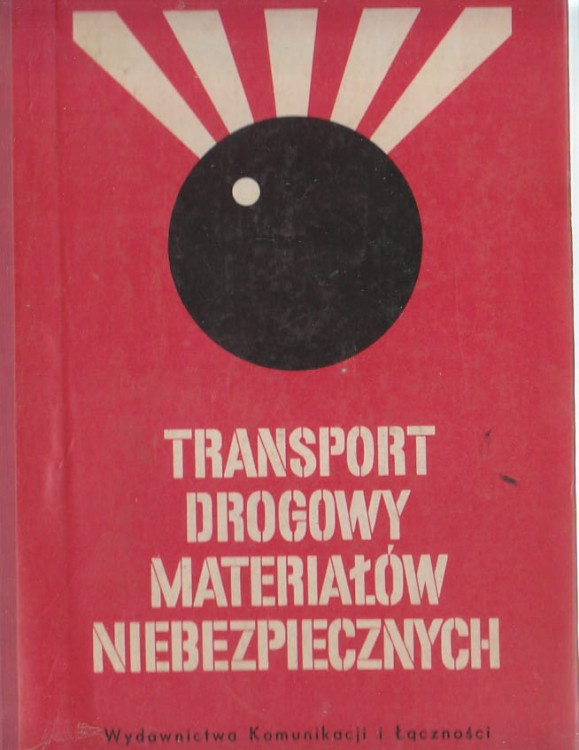 TRANSPORT
DROGOWY
MATERIAŁÓW
NIEBEZPIECZNYCH
Wydawnictwa Komunikacji i Łączności